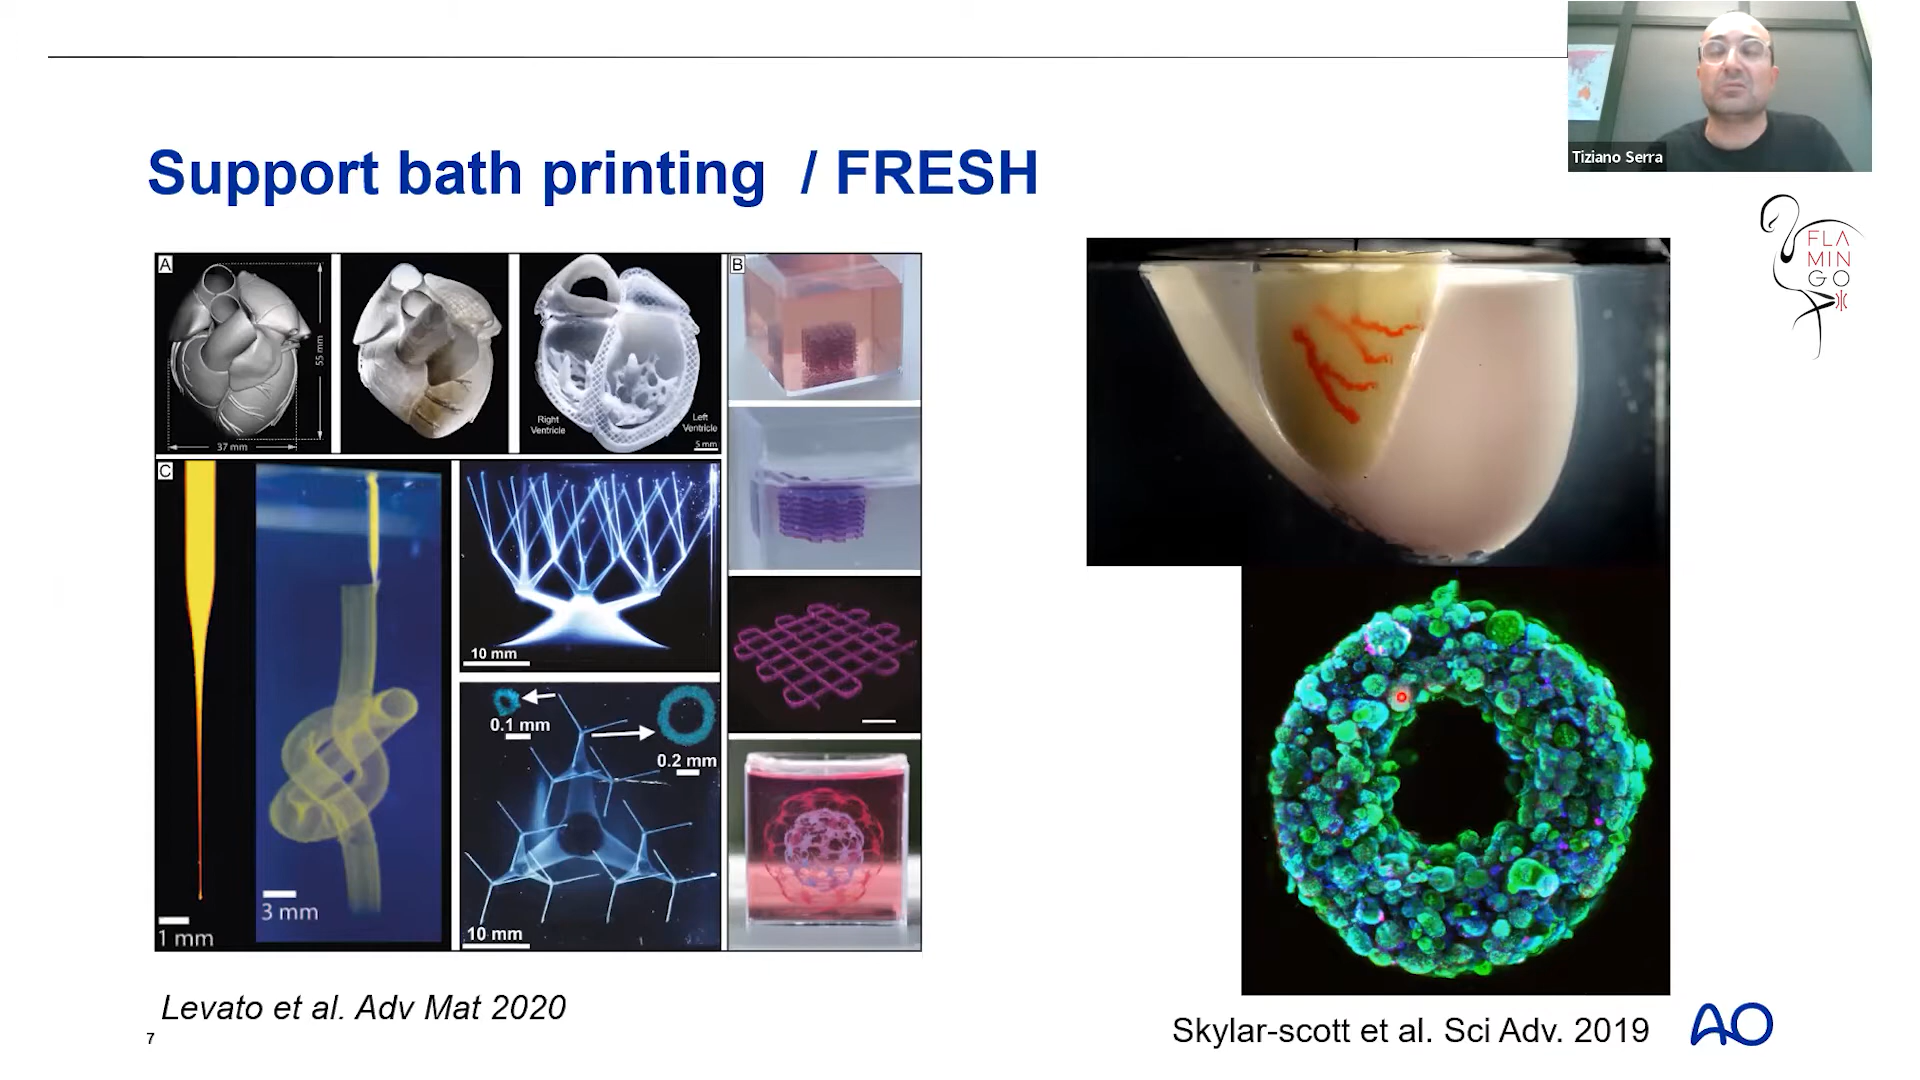 Tiziano Serra
Support bath printing / FRESH
FLA
MIN
GO
A
55 mm
37 mm
Right
Ventricle
Left
Ventricle
5 mm
B
C
1 mm
3 mm
10 mm
0.1 mm
0.2 mm
10 mm
Levato et al. Adv Mat 2020
7
Skylar-scott et al. Sci Adv. 2019
AO